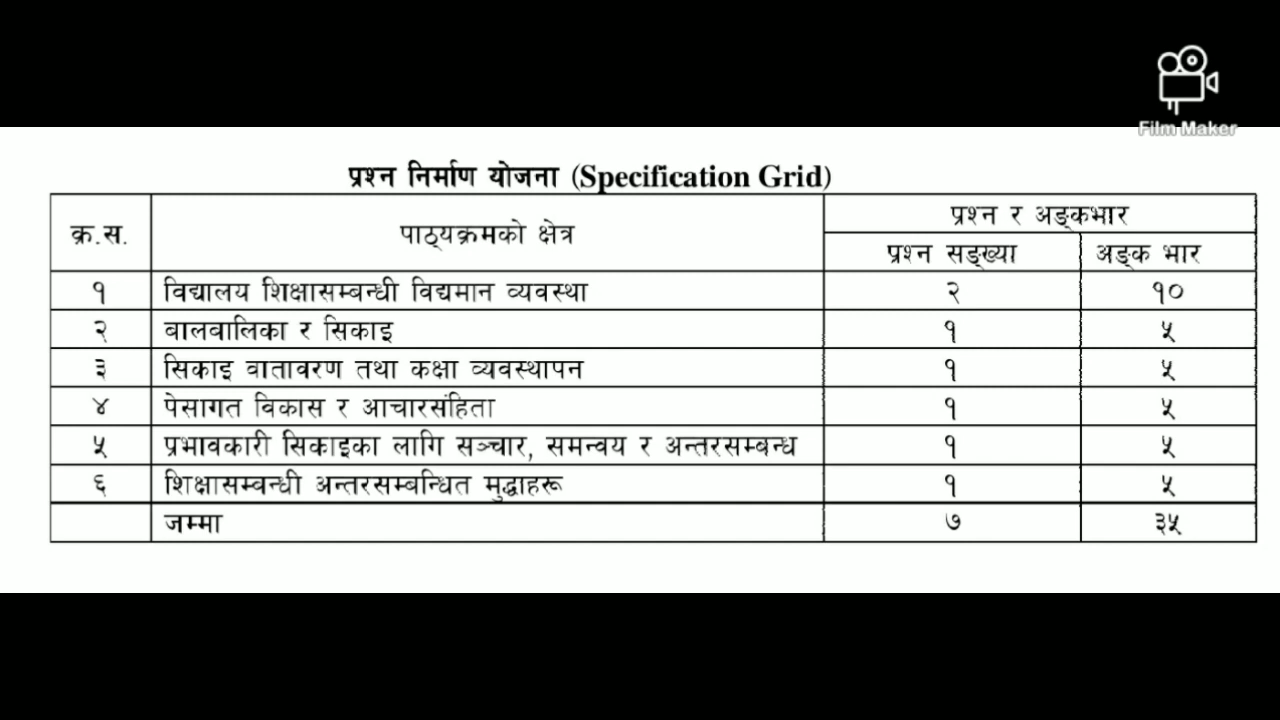 Film Maker
प्रश्न निर्माण योजना (Specification Grid)
क्र.स. पाठ्यक्रमको क्षेत्र प्रश्न र अङ्कभार
प्रश्न सङ्ख्या अङ्क भार
१ विद्यालय शिक्षासम्बन्धी विद्यमान व्यवस्था २ १०
२ बालबालिका र सिकाइ १ ५
३ सिकाइ वातावरण तथा कक्षा व्यवस्थापन १ ५
४ पेसागत विकास र आचारसंहिता १ ५
५ प्रभावकारी सिकाइका लागि सञ्चार, समन्वय र अन्तरसम्बन्ध १ ५
६ शिक्षासम्बन्धी अन्तरसम्बन्धित मुद्धाहरू १ ५
जम्मा ७ ३५